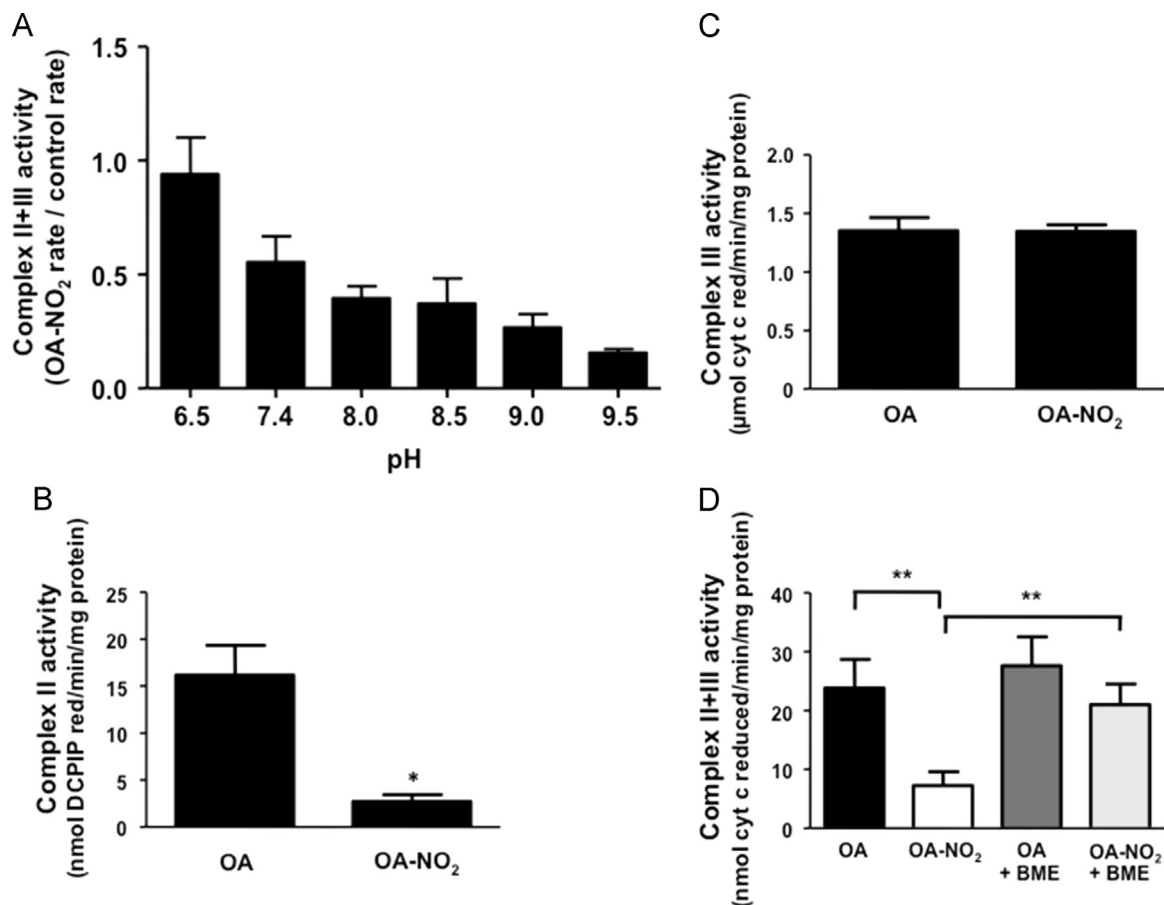 A
Complex II+III activity
(OA-NO₂ rate / control rate)
1.5
1.0
0.5
0.0
6.5 7.4 8.0 8.5 9.0 9.5
pH
B
Complex II activity
(nmol DCPIP red/min/mg protein)
25
20
15
10
5
0
*
OA OA-NO₂
C
Complex III activity
(µmol cyt c red/min/mg protein)
2.0
1.5
1.0
0.5
0
OA OA-NO₂
D
Complex II+III activity
(nmol cyt c reduced/min/mg protein)
40
30
20
10
0
**
**
OA OA-NO₂ OA OA-NO₂
+ BME + BME